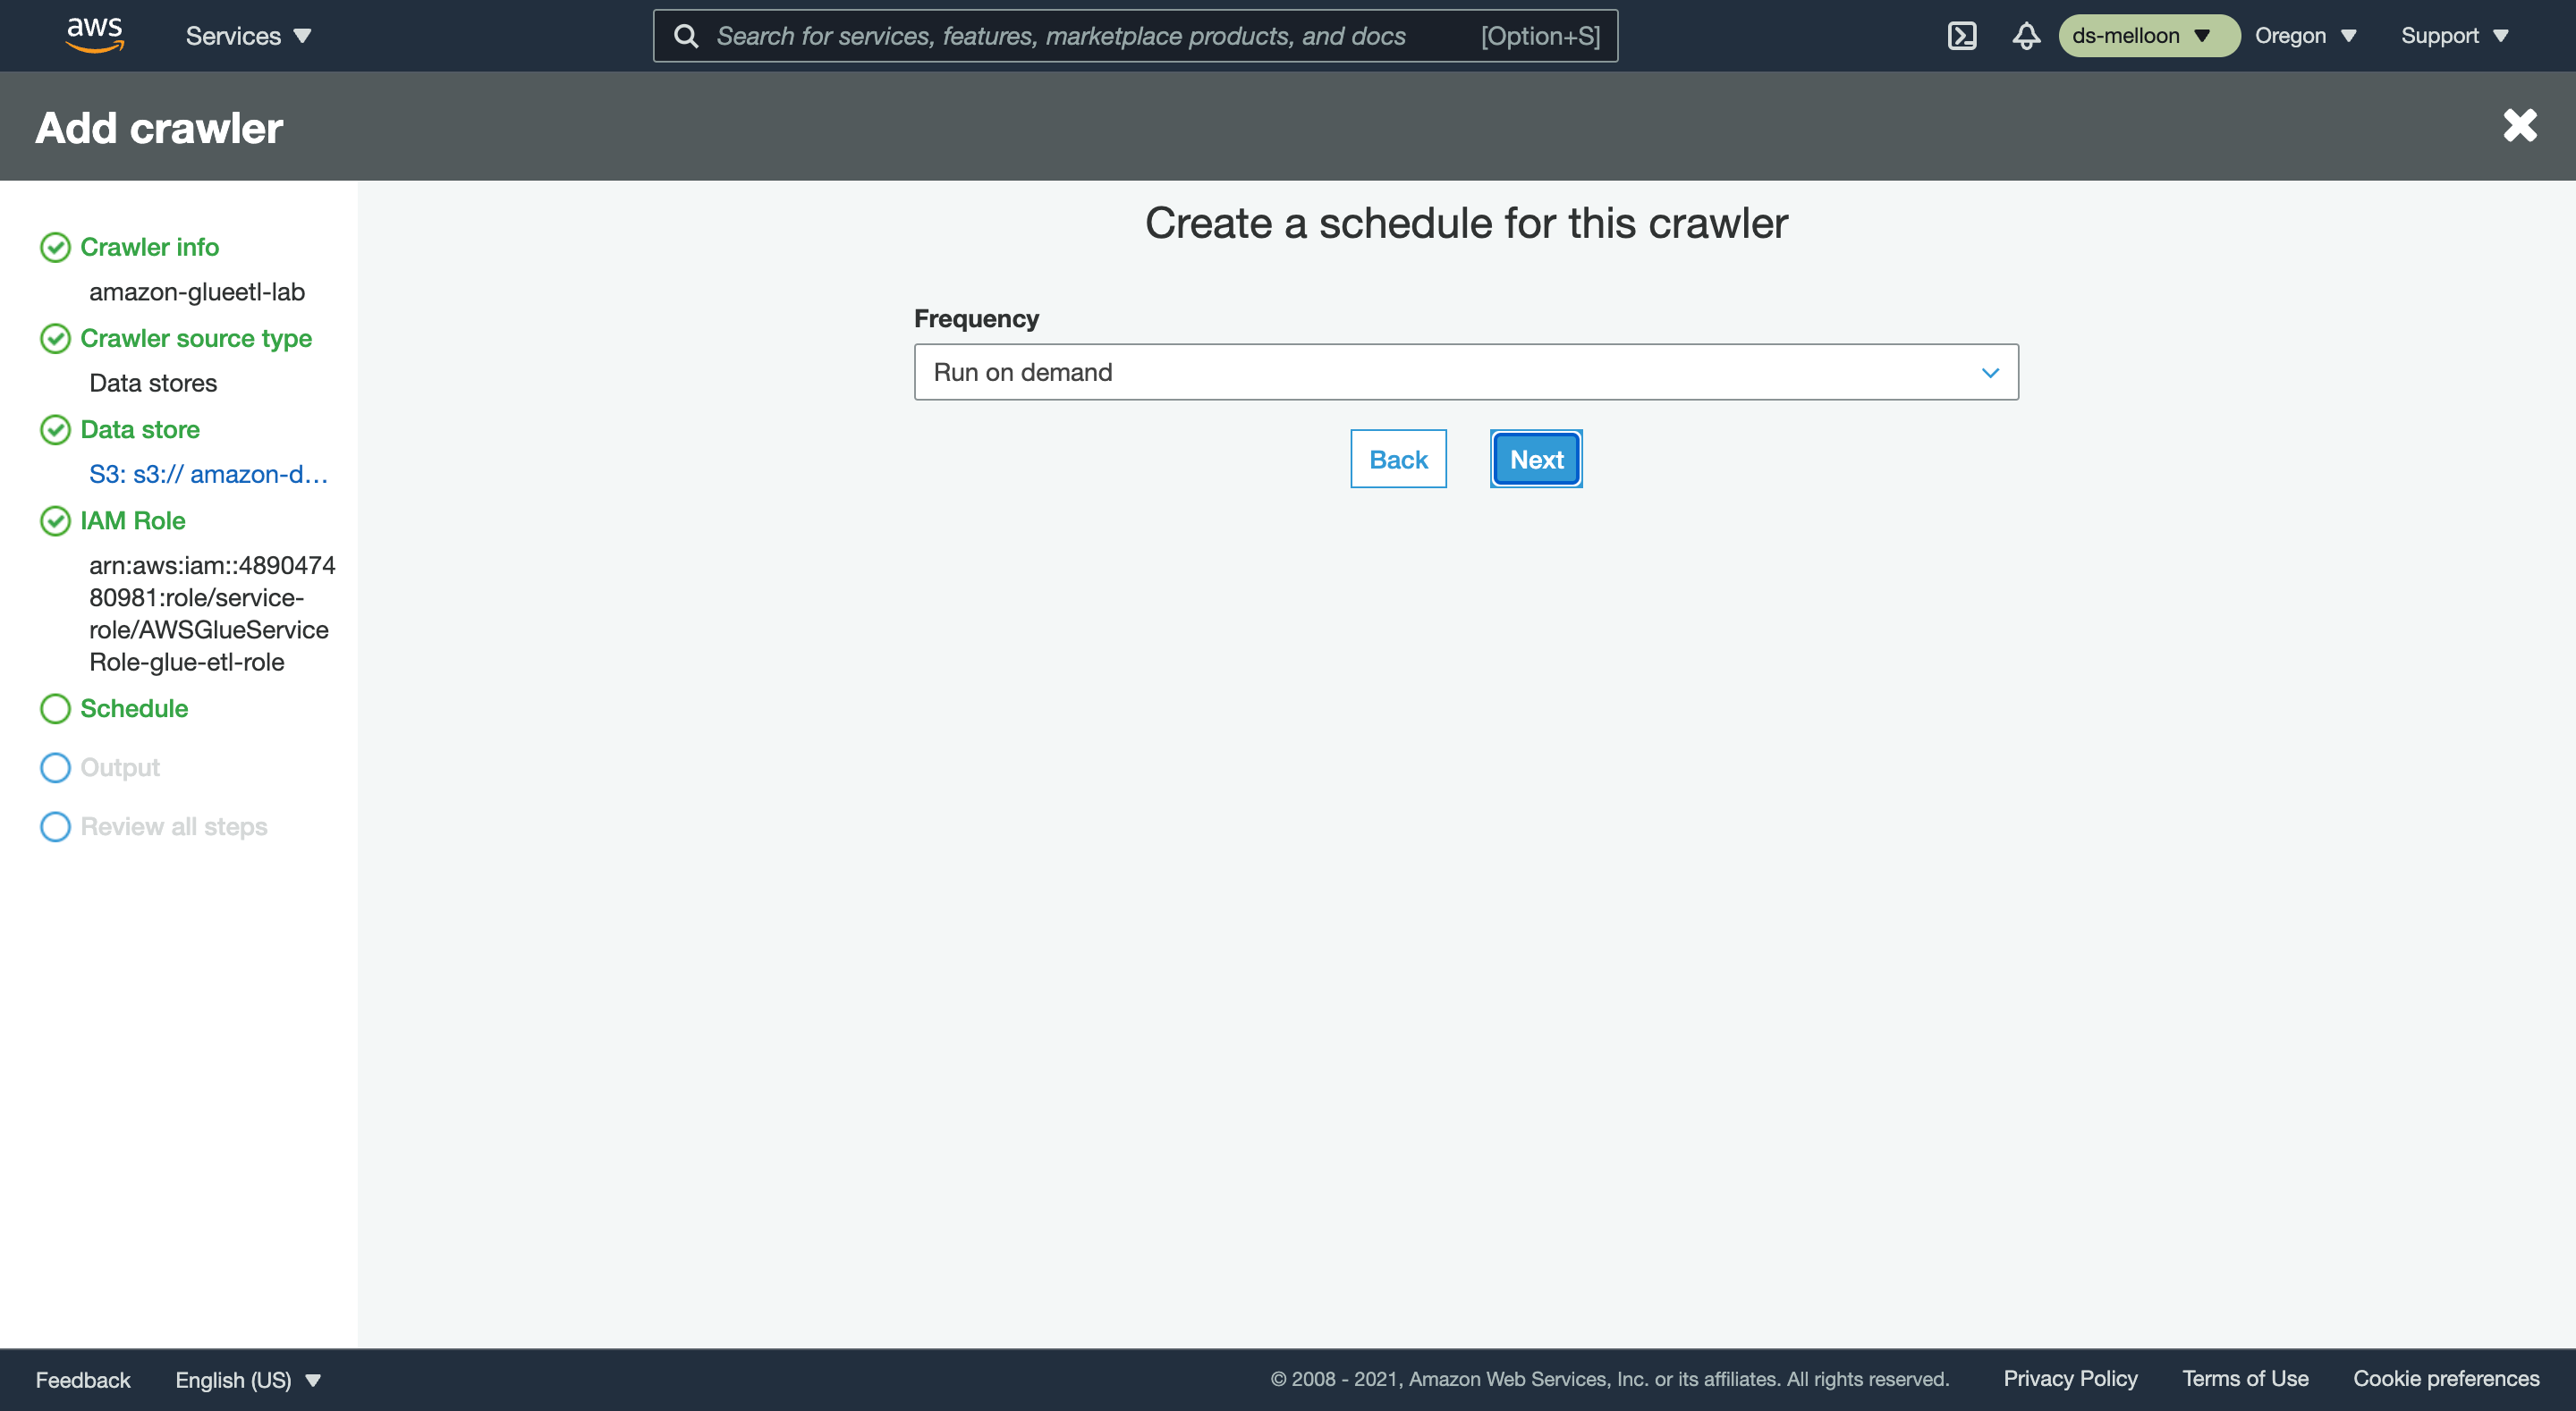 aws
Services
Search for services, features, marketplace products, and docs [Option+S]
ds-melloon
Oregon
Support
Add crawler
Crawler info
amazon-glueetl-lab
Crawler source type
Data stores
Data store
S3: s3:// amazon-d...
IAM Role
arn:aws:iam::4890474
80981:role/service-
role/AWSGlueService
Role-glue-etl-role
Schedule
Output
Review all steps
Create a schedule for this crawler
Frequency
Run on demand
Back
Next
Feedback
English (US)
© 2008 - 2021, Amazon Web Services, Inc. or its affiliates. All rights reserved.
Privacy Policy
Terms of Use
Cookie preferences